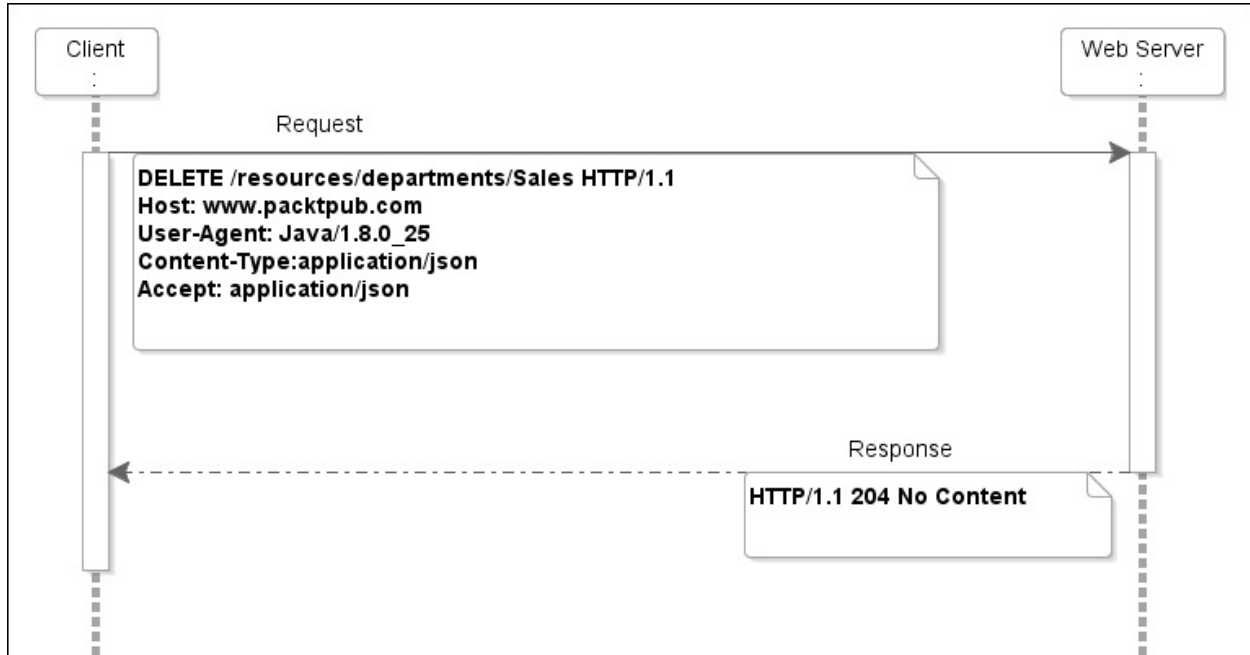 Client
:
Web Server
:
Request
DELETE /resources/departments/Sales HTTP/1.1
Host: www.packtpub.com
User-Agent: Java/1.8.0_25
Content-Type:application/json
Accept: application/json
Response
HTTP/1.1 204 No Content